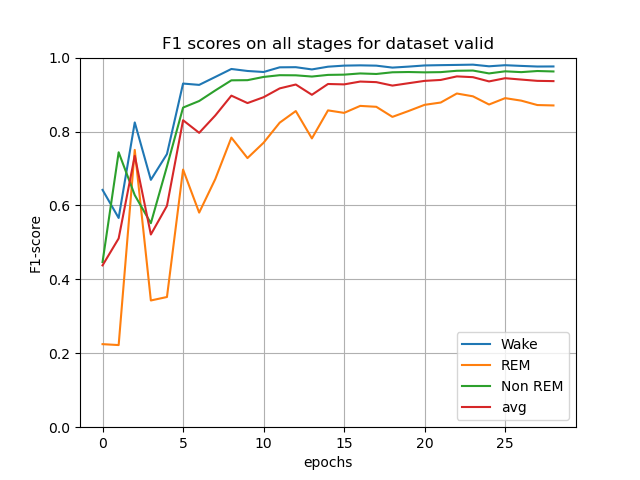 F1 scores on all stages for dataset valid
1.0
0.8
0.6
0.4
0.2
0.0
F1-score
0 5 10 15 20 25
epochs
Wake
REM
Non REM
avg